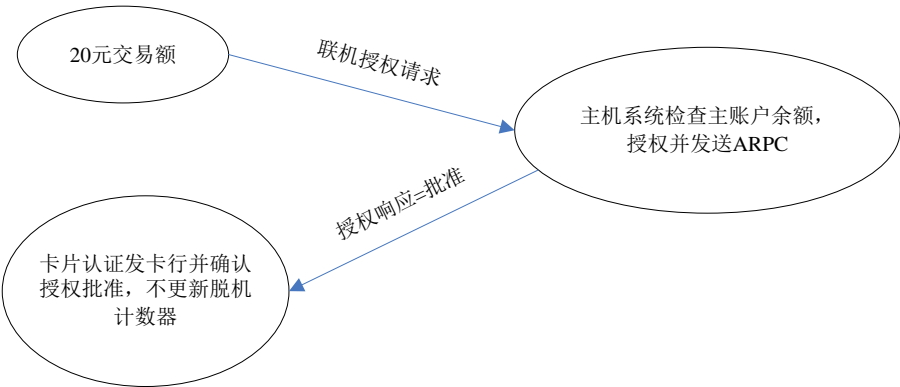 20元交易额
联机授权请求
主机系统检查主账户余额，
授权并发送ARPC
授权响应=批准
卡片认证发卡行并确认
授权批准，不更新脱机
计数器